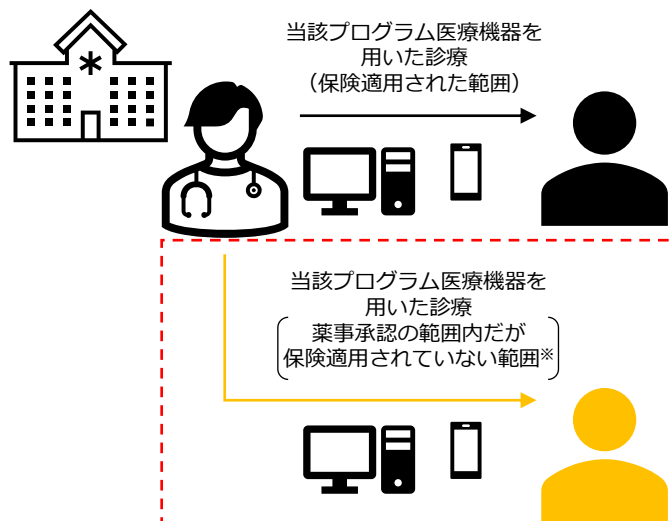 当該プログラム医療機器を
用いた診療
（保険適用された範囲）
当該プログラム医療機器を
用いた診療
薬事承認の範囲内だが
保険適用されていない範囲※